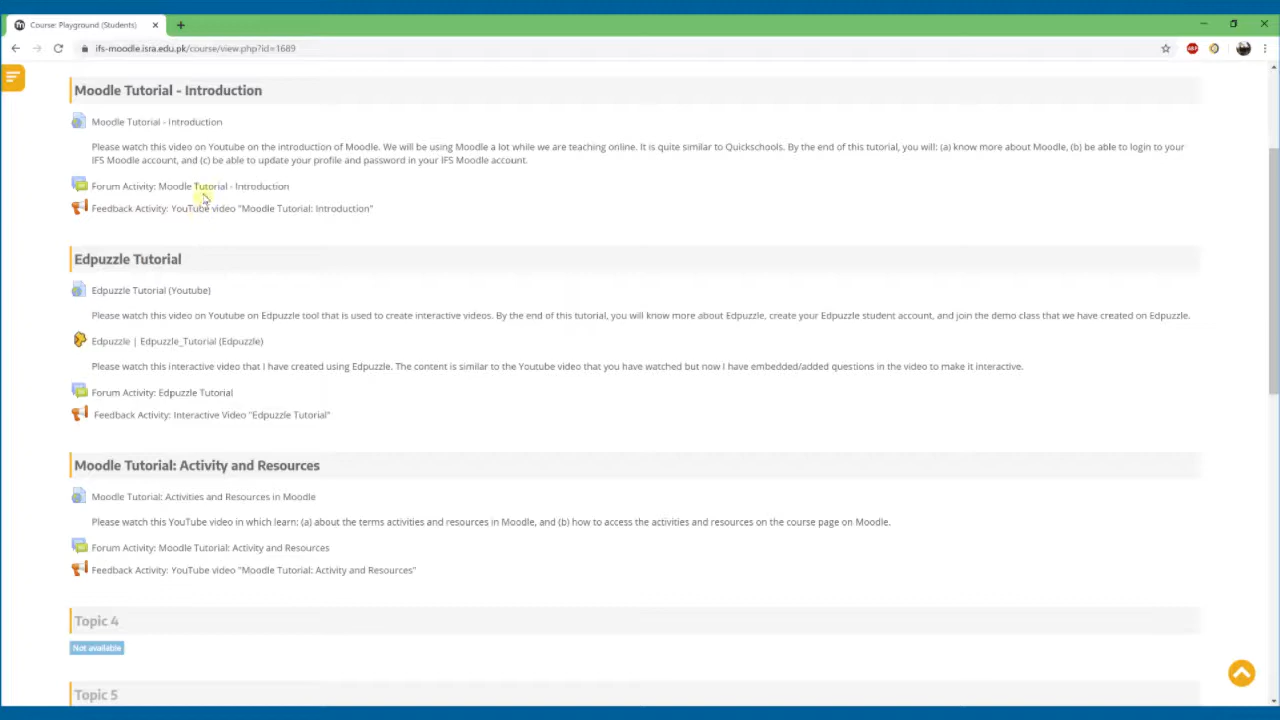 Course: Playground (Students)
ifs-moodle.isra.edu.pk/course/view.php?id=1689
ABP
Moodle Tutorial - Introduction
Moodle Tutorial - Introduction
Please watch this video on Youtube on the introduction of Moodle. We will be using Moodle a lot while we are teaching online. It is quite similar to Quickschools. By the end of this tutorial, you will: (a) know more about Moodle, (b) be able to login to your
IFS Moodle account, and (c) be able to update your profile and password in your IFS Moodle account.
Forum Activity: Moodle Tutorial - Introduction
Feedback Activity: YouTube video "Moodle Tutorial: Introduction"
Edpuzzle Tutorial
Edpuzzle Tutorial (Youtube)
Please watch this video on Youtube on Edpuzzle tool that is used to create interactive videos. By the end of this tutorial, you will know more about Edpuzzle, create your Edpuzzle student account, and join the demo class that we have created on Edpuzzle.
Edpuzzle | Edpuzzle_Tutorial (Edpuzzle)
Please watch this interactive video that I have created using Edpuzzle. The content is similar to the Youtube video that you have watched but now I have embedded/added questions in the video to make it interactive.
Forum Activity: Edpuzzle Tutorial
Feedback Activity: Interactive Video "Edpuzzle Tutorial"
Moodle Tutorial: Activity and Resources
Moodle Tutorial: Activities and Resources in Moodle
Please watch this YouTube video in which learn: (a) about the terms activities and resources in Moodle, and (b) how to access the activities and resources on the course page on Moodle.
Forum Activity: Moodle Tutorial: Activity and Resources
Feedback Activity: YouTube video "Moodle Tutorial: Activity and Resources"
Topic 4
Not available
Topic 5